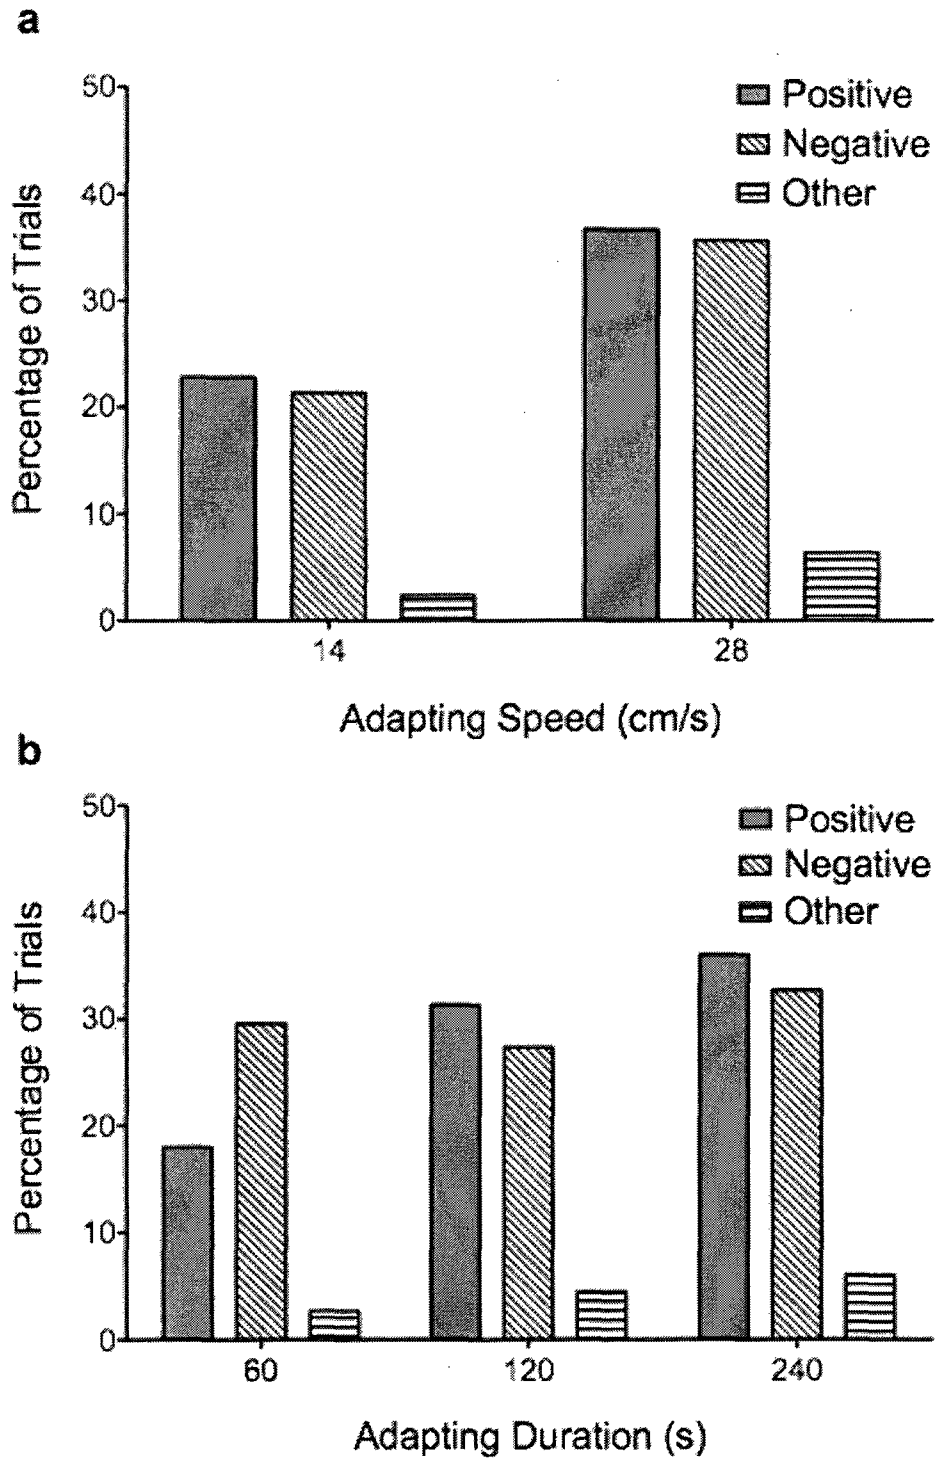 a
50
40
30
20
10
0
Percentage of Trials
Positive
Negative
Other
14
28
Adapting Speed (cm/s)
b
50
40
30
20
10
0
Percentage of Trials
Positive
Negative
Other
60
120
240
Adapting Duration (s)